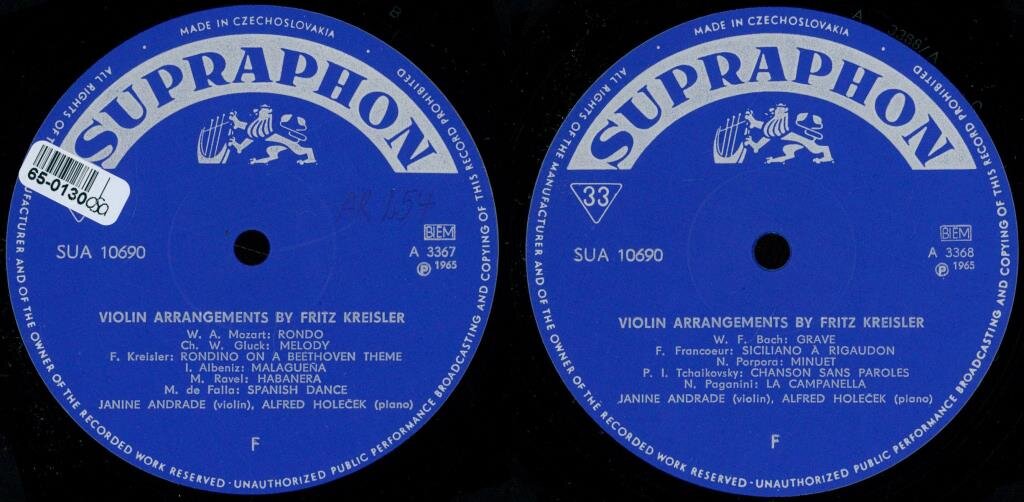 MADE IN CZECHOSLOVAKIA
SUPRAPHON
65-0130
AR 157
SUA 10690
BIEM
A 3367
Ⓟ 1965
VIOLIN ARRANGEMENTS BY FRITZ KREISLER
W. A. Mozart: RONDO
Ch. W. Gluck: MELODY
F. Kreisler: RONDINO ON A BEETHOVEN THEME
I. Albeniz: MALAGUEÑA
M. Ravel: HABANERA
M. de Falla: SPANISH DANCE
JANINE ANDRADE (violin), ALFRED HOLEČEK (piano)
F
ALL RIGHTS OF T
UFACTURER AND OF THE OWNER OF THE RECORDED WORK RESERVED · UNAUTHORIZED PUBLIC PERFORMANCE BROADCASTING AND COPYING OF THIS RECORD PROHIBITED
MADE IN CZECHOSLOVAKIA
SUPRAPHON
33
SUA 10690
BIEM
A 3368
Ⓟ 1965
VIOLIN ARRANGEMENTS BY FRITZ KREISLER
W. F. Bach: GRAVE
F. Francoeur: SICILIANO À RIGAUDON
N. Porpora: MINUET
P. I. Tchaikovsky: CHANSON SANS PAROLES
N. Paganini: LA CAMPANELLA
JANINE ANDRADE (violin), ALFRED HOLEČEK (piano)
F
ALL RIGHTS OF THE MANUFACTURER AND OF THE OWNER OF THE RECORDED WORK RESERVED · UNAUTHORIZED PUBLIC PERFORMANCE BROADCASTING AND COPYING OF THIS RECORD PROHIBITED